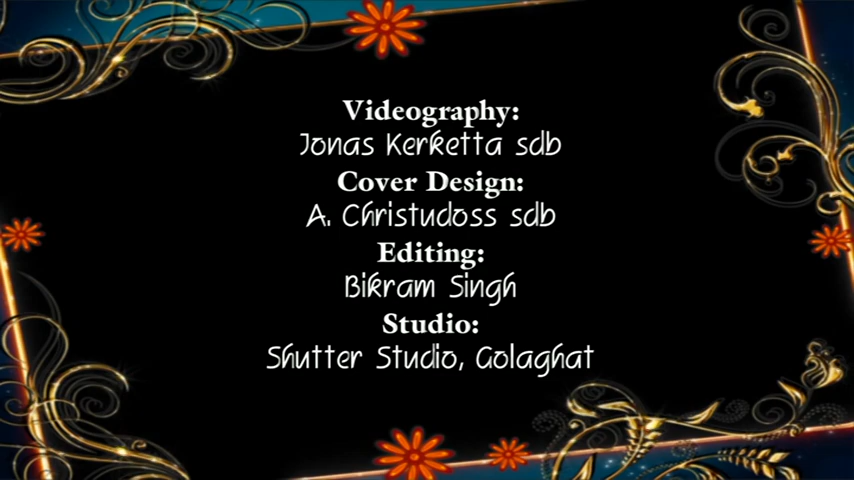 Videography:
Jonas Kerketta sdb
Cover Design:
A. Christudoss sdb
Editing:
Bikram Singh
Studio:
Shutter Studio, Golaghat